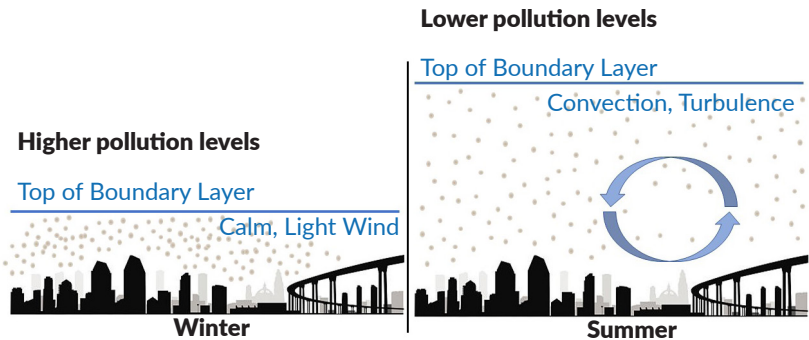 Higher pollution levels
Top of Boundary Layer
Calm, Light Wind
Winter
Lower pollution levels
Top of Boundary Layer
Convection, Turbulence
Summer